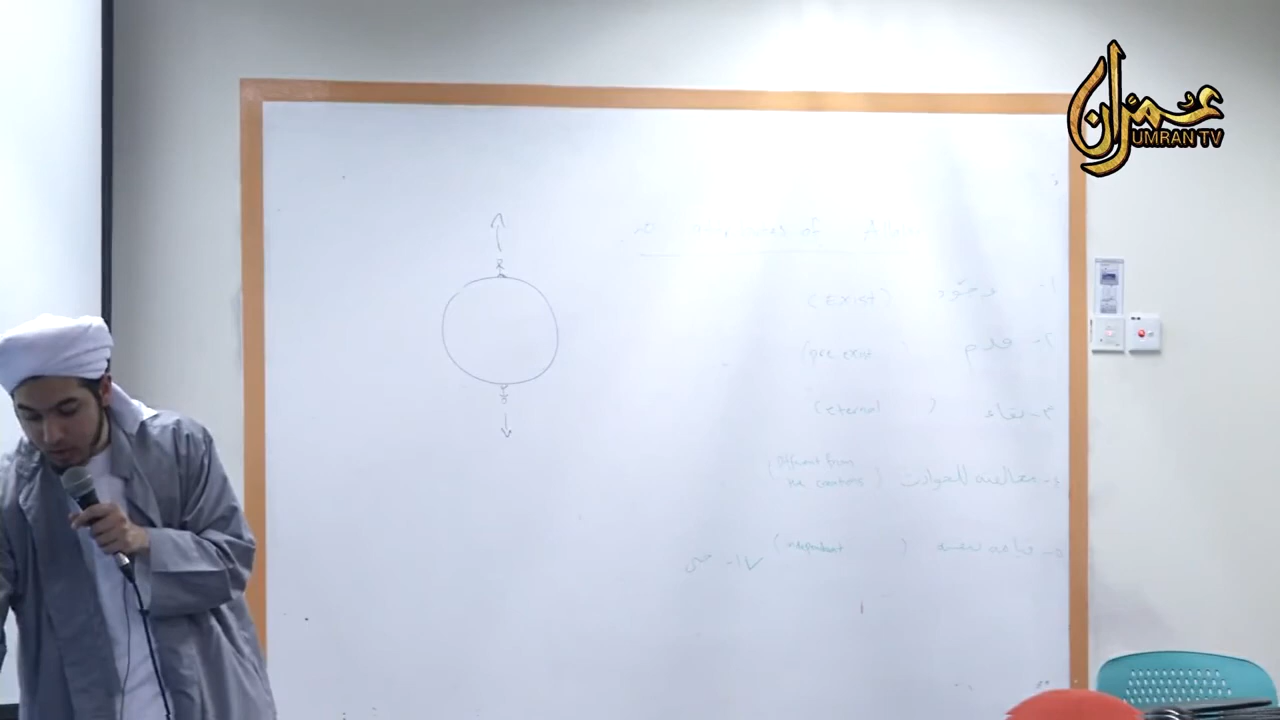 عمران
UMRAN TV
of Allah
١- وجود (Exist)
٢- قدم (pre exist)
٣- بقاء (eternal)
٤- مخالفته للحوادث (Different from
the creations)
٥- قيامه بنفسه (independent)